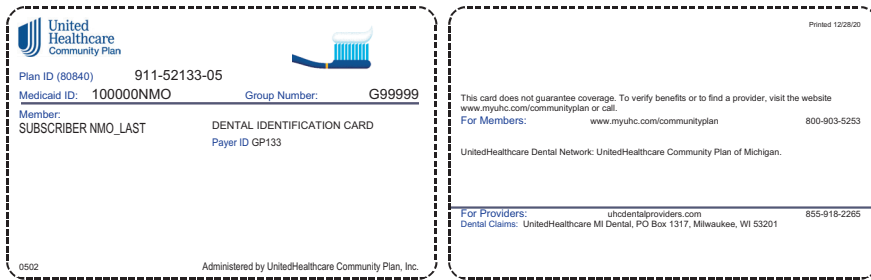 United
Healthcare
Community Plan
Plan ID (80840) 911-52133-05
Medicaid ID: 100000NMO Group Number: G99999
Member:
SUBSCRIBER NMO_LAST
DENTAL IDENTIFICATION CARD
Payer ID GP133
0502 Administered by UnitedHealthcare Community Plan, Inc.
Printed 12/28/20
This card does not guarantee coverage. To verify benefits or to find a provider, visit the website
www.myuhc.com/communityplan or call.
For Members: www.myuhc.com/communityplan 800-903-5253
UnitedHealthcare Dental Network: UnitedHealthcare Community Plan of Michigan.
For Providers: uhcdentalproviders.com 855-918-2265
Dental Claims: UnitedHealthcare MI Dental, PO Box 1317, Milwaukee, WI 53201